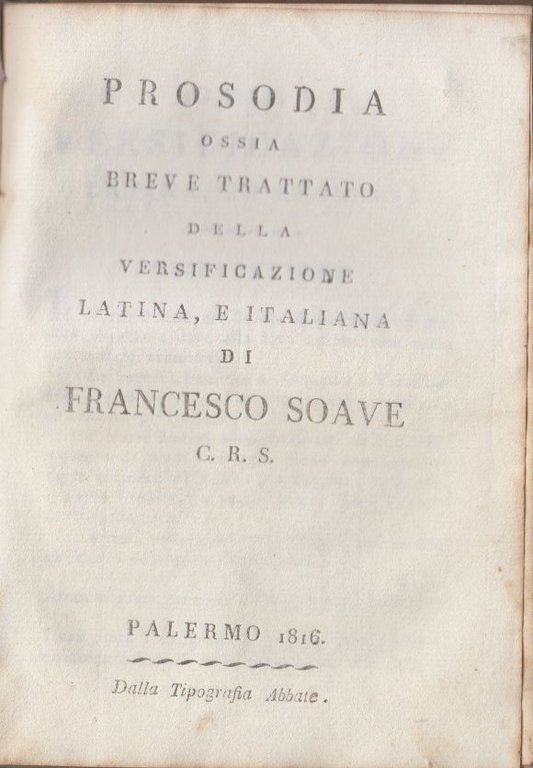 PROSODIA
OSSIA
BREVE TRATTATO
DELLA
VERSIFICAZIONE
LATINA, E ITALIANA
DI
FRANCESCO SOAVE
C. R. S.
PALERMO 1816.
Dalla Tipografia Abbate.